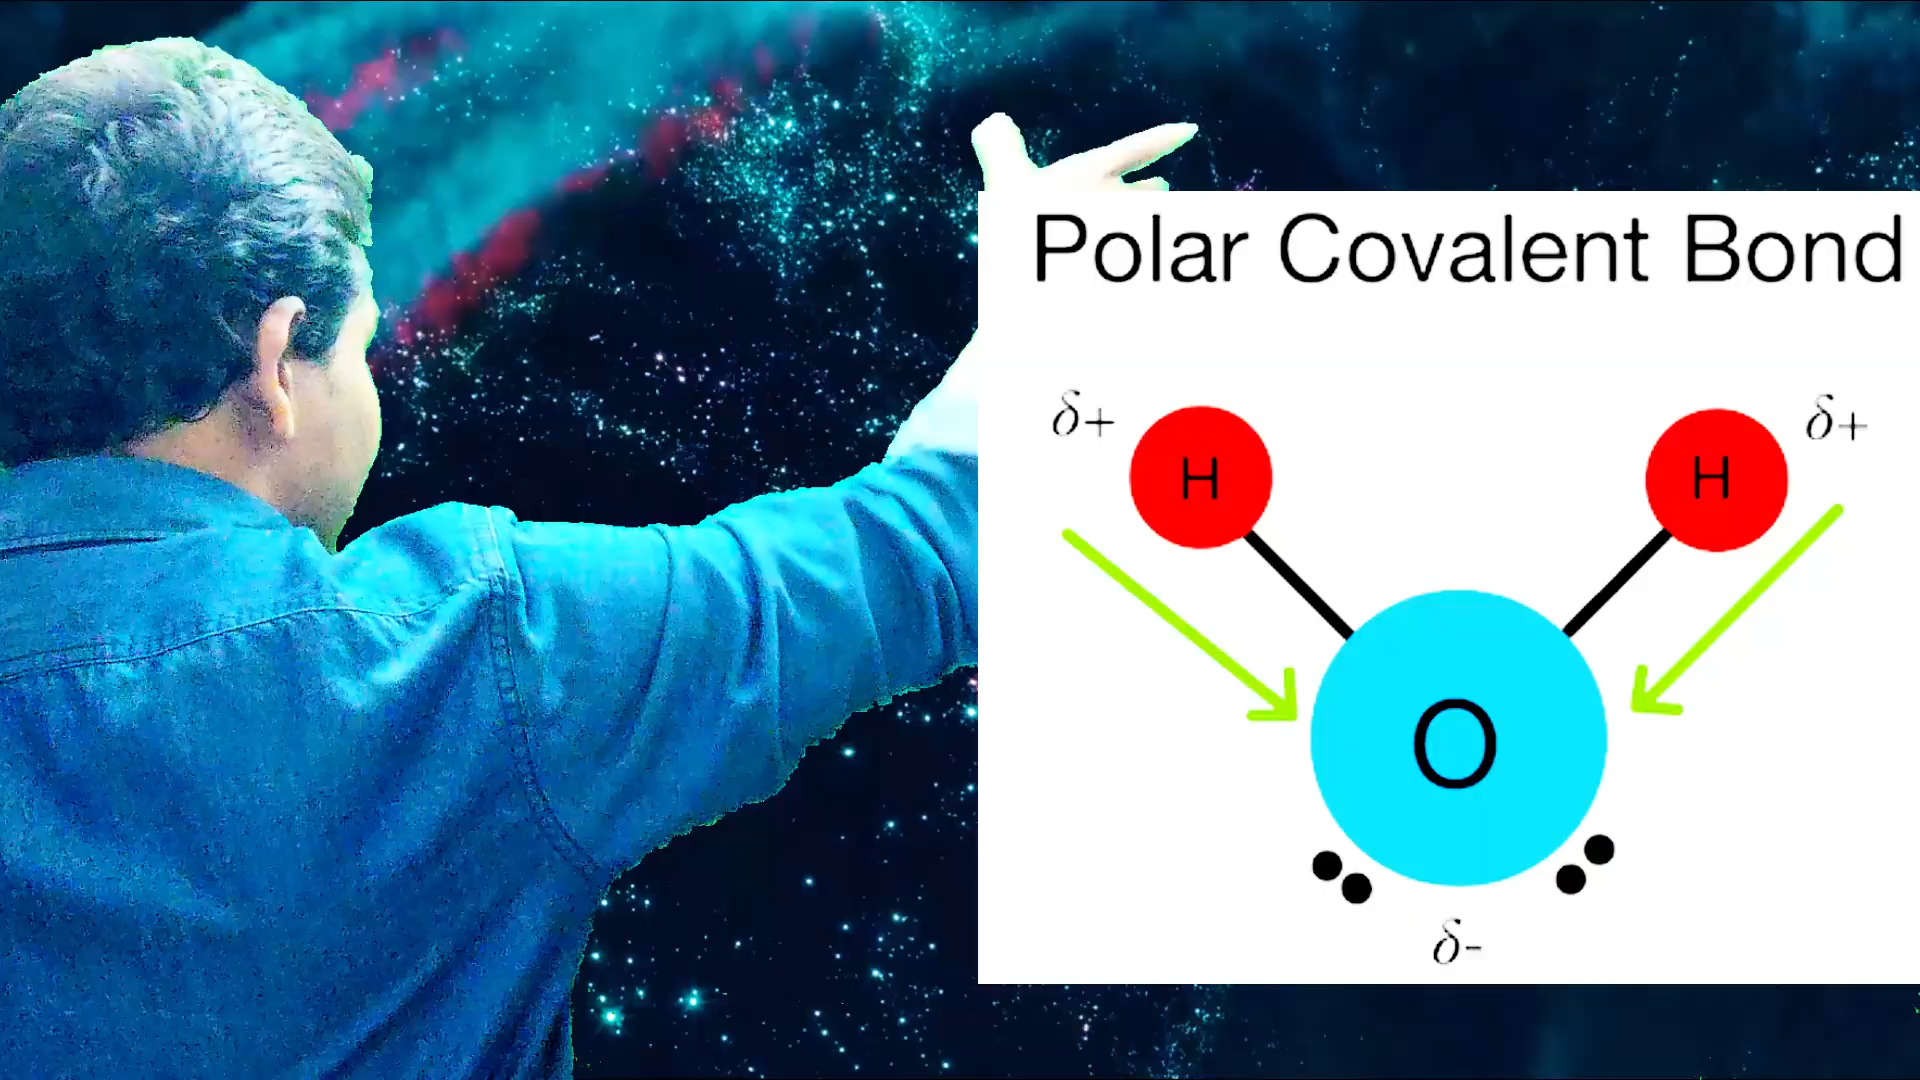 Polar Covalent Bond
δ+ H H δ+
O
δ-